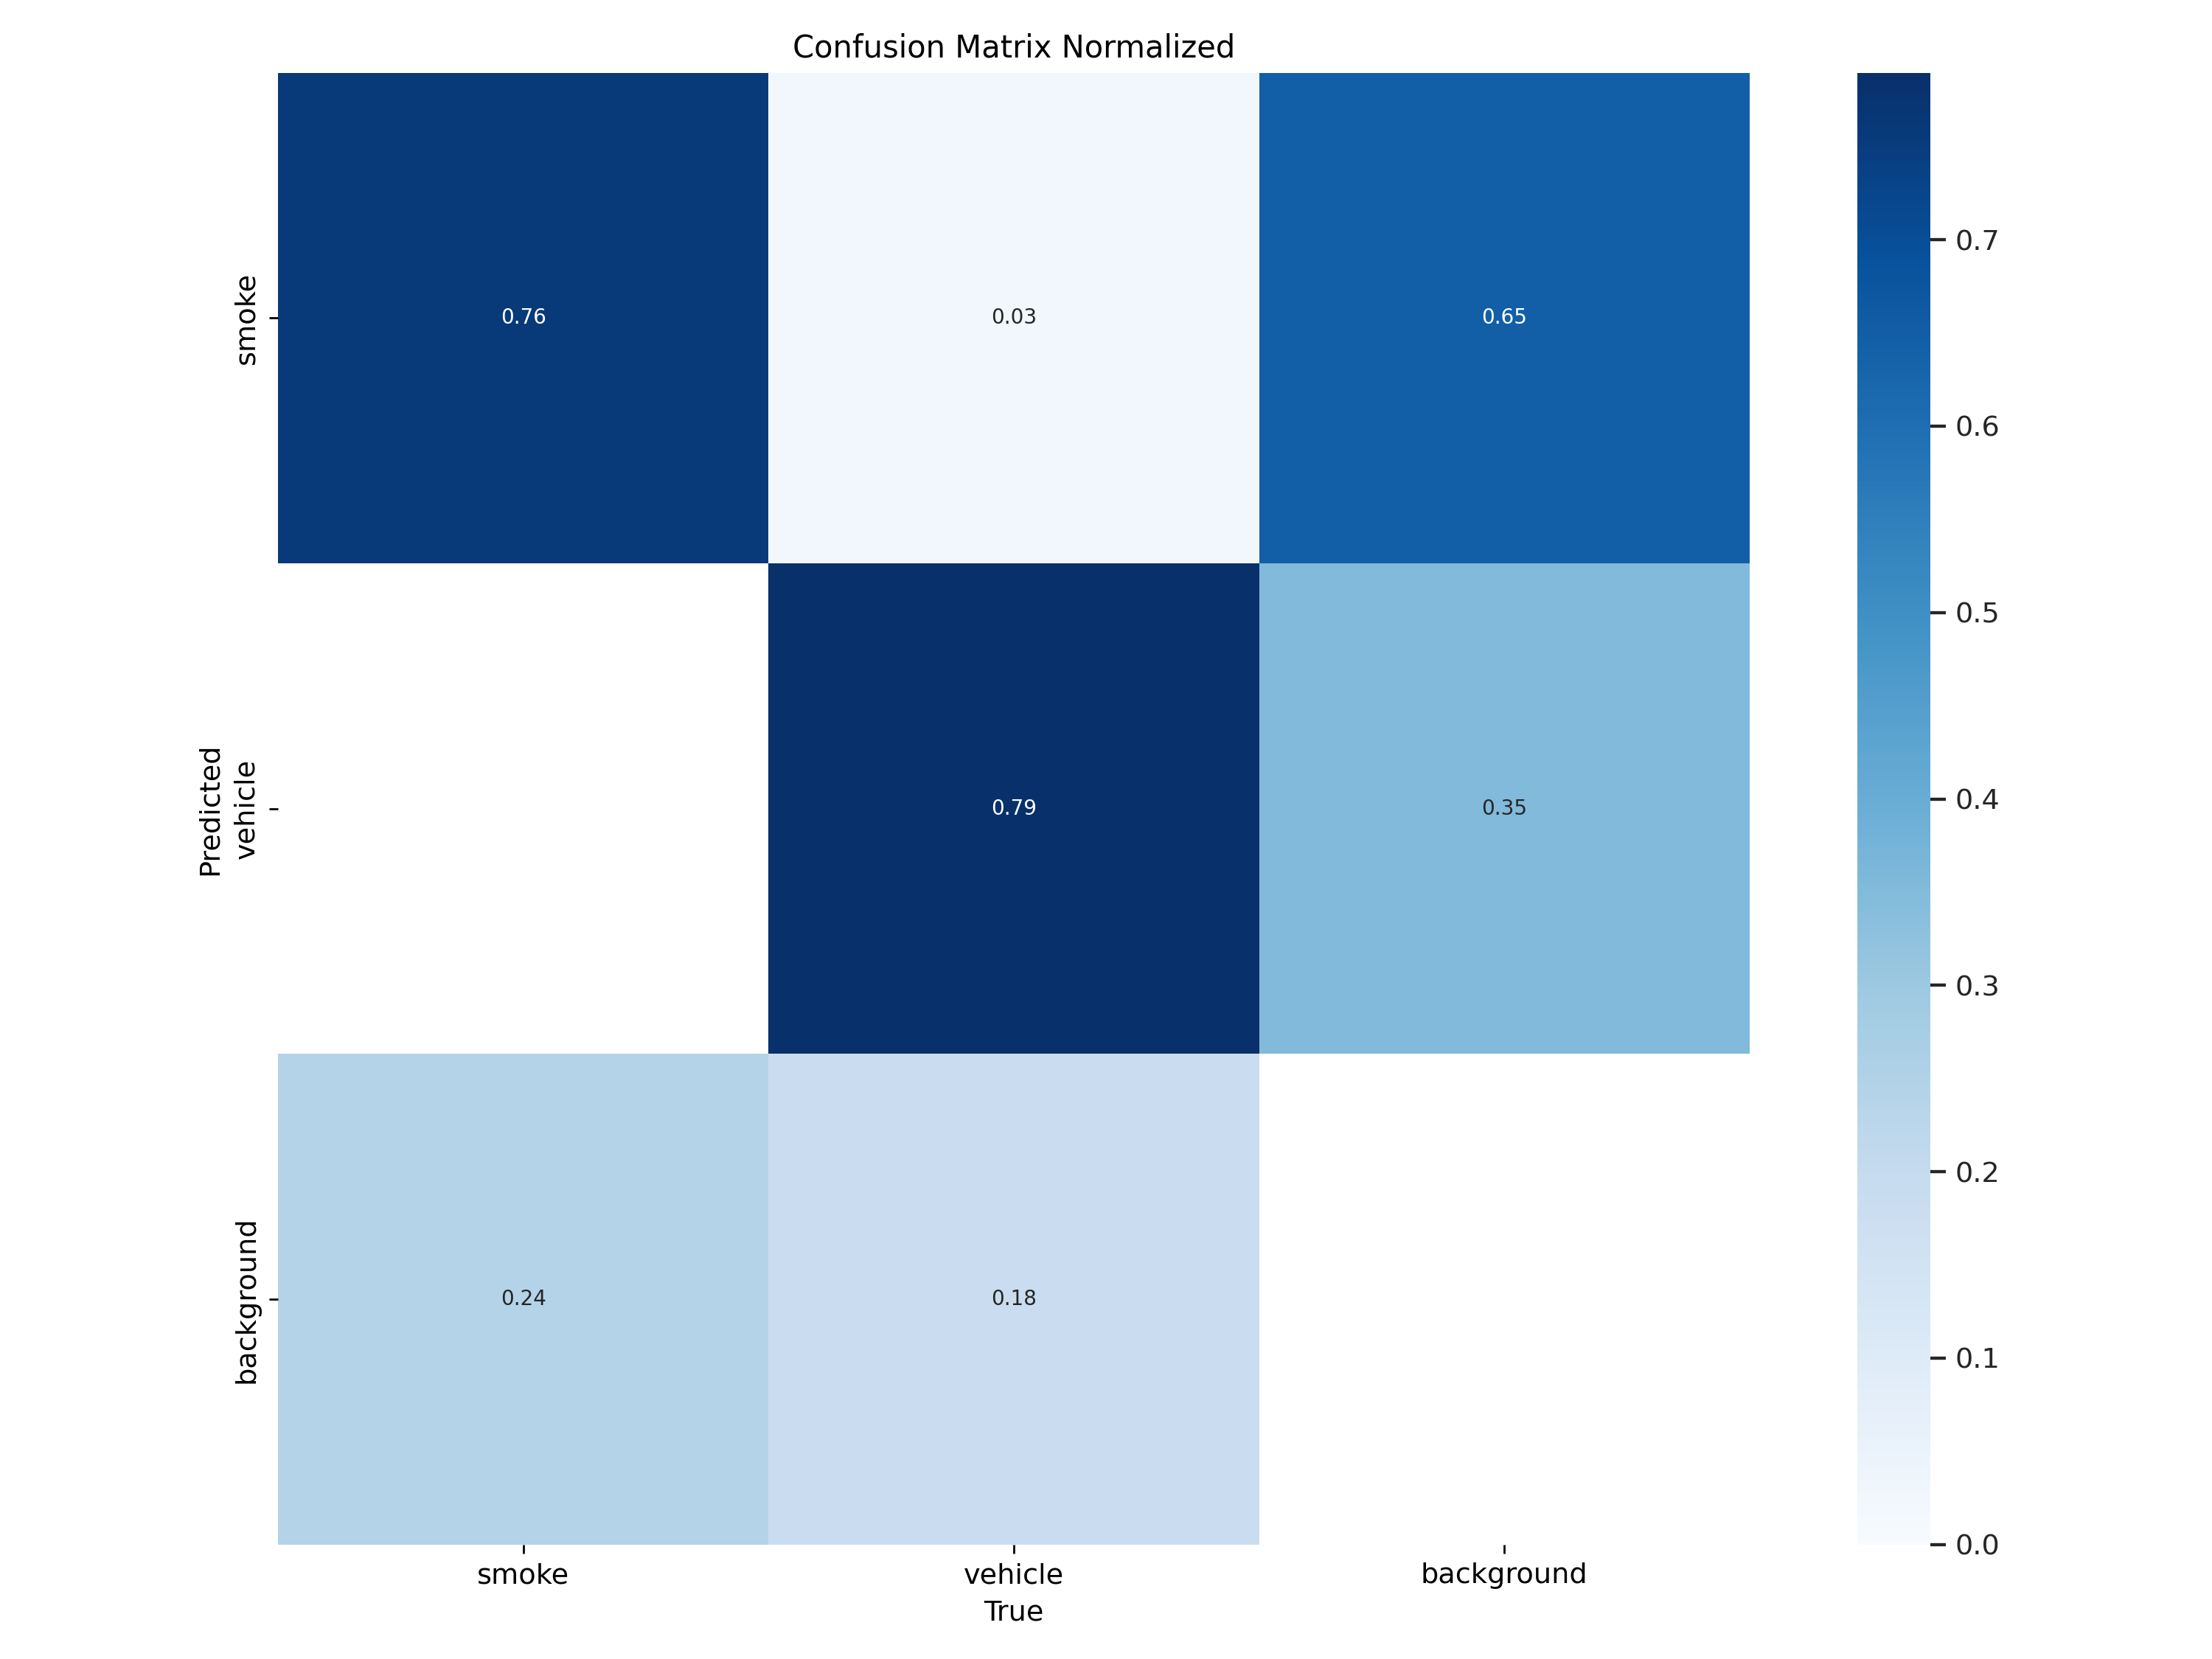 Confusion Matrix Normalized
smoke
0.76
0.03
0.65
0.7
0.6
0.5
Predicted
vehicle
0.79
0.35
0.4
0.3
background
0.24
0.18
0.2
0.1
0.0
smoke
vehicle
background
True